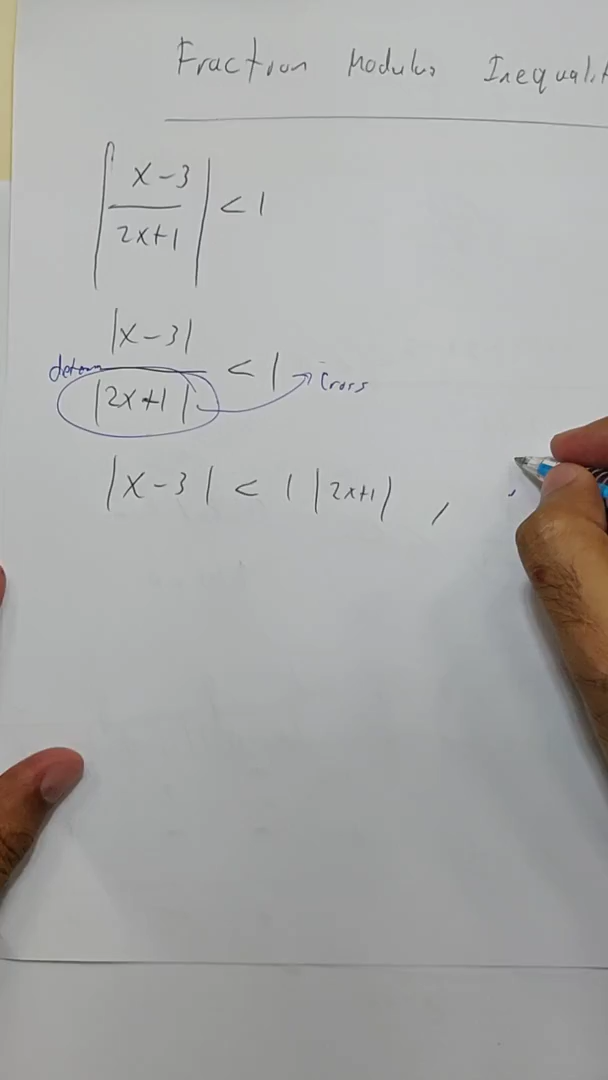 Fraction Modulus Inequali
| x-3 / 2x+1 | < 1
|x-3| / |2x+1| < 1
Cross
|x-3| < 1 |2x+1| ,